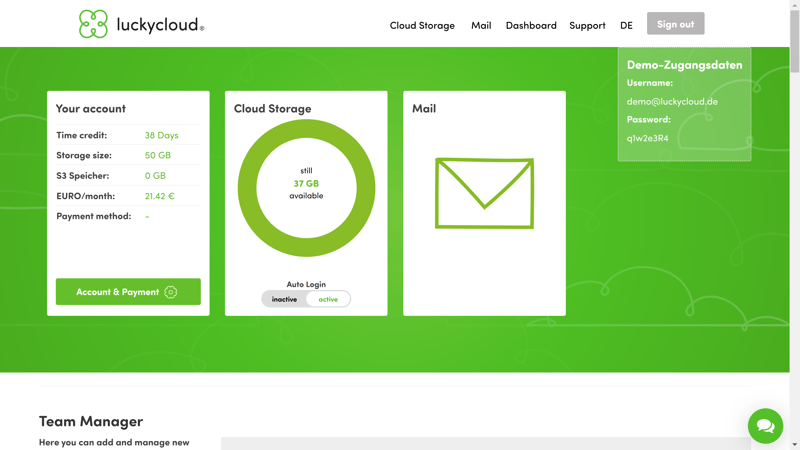 luckycloud®
Cloud Storage
Mail
Dashboard
Support
DE
Sign out
Demo-Zugangsdaten
Username:
demo@luckycloud.de
Password:
q1w2e3R4
Your account
Time credit: 38 Days
Storage size: 50 GB
S3 Speicher: 0 GB
EURO/month: 21.42 €
Payment method: -
Account & Payment
Cloud Storage
still
37 GB
available
Auto Login
inactive active
Mail
Team Manager
Here you can add and manage new